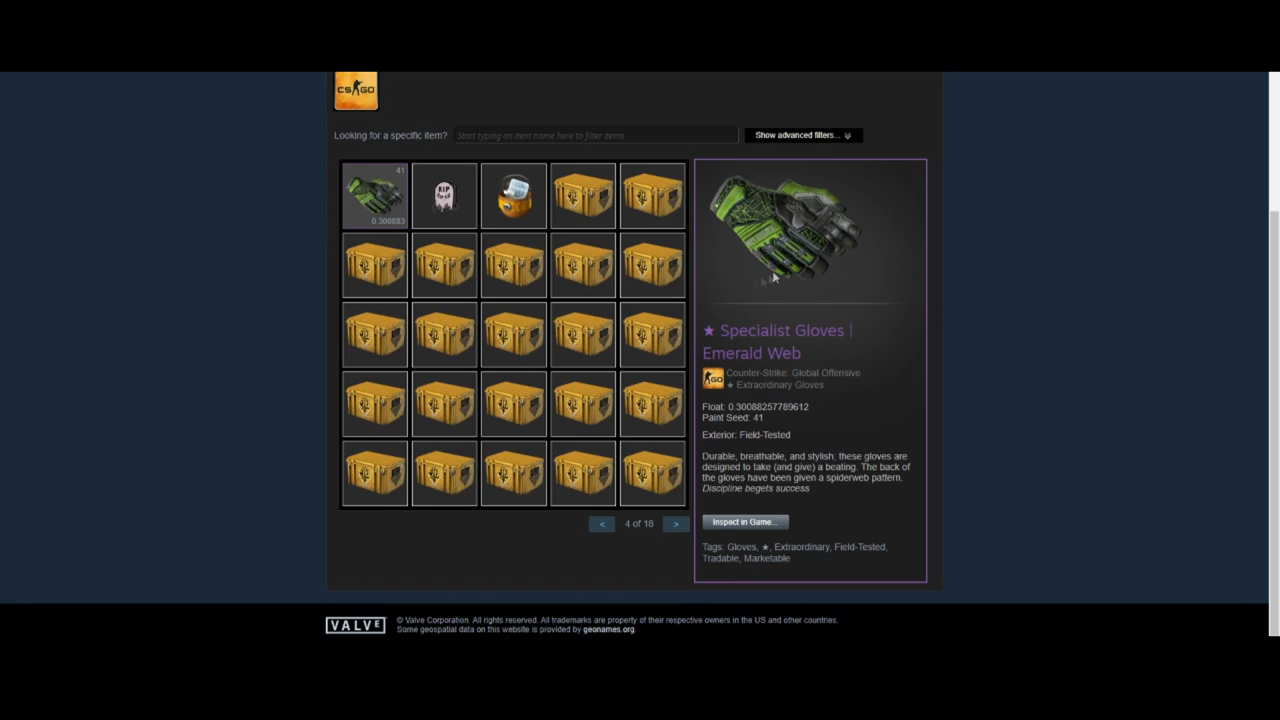 CS GO
Looking for a specific item?
Start typing an item name here to filter items
Show advanced filters...
41
0.300883
RIP
★ Specialist Gloves |
Emerald Web
GO
Counter-Strike: Global Offensive
★ Extraordinary Gloves
Float: 0.30088257789612
Paint Seed: 41
Exterior: Field-Tested
Durable, breathable, and stylish; these gloves are
designed to take (and give) a beating. The back of
the gloves have been given a spiderweb pattern.
Discipline begets success
Inspect in Game...
Tags: Gloves, ★, Extraordinary, Field-Tested,
Tradable, Marketable
< 4 of 18 >
VALVE
© Valve Corporation. All rights reserved. All trademarks are property of their respective owners in the US and other countries.
Some geospatial data on this website is provided by geonames.org.